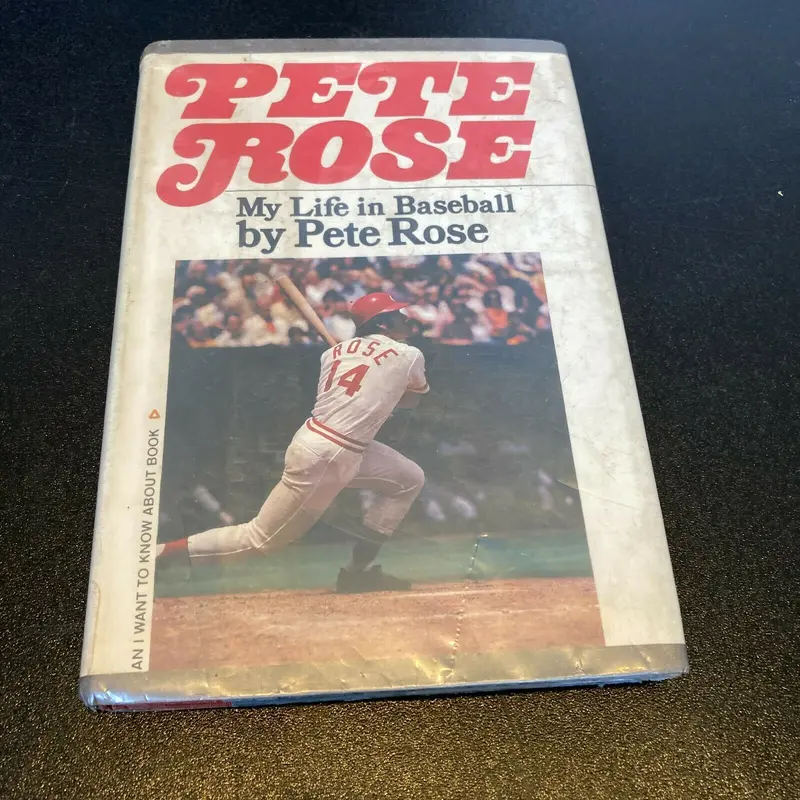 PETE
ROSE
My Life in Baseball
by Pete Rose
ROSE
14
AN I WANT TO KNOW ABOUT BOOK